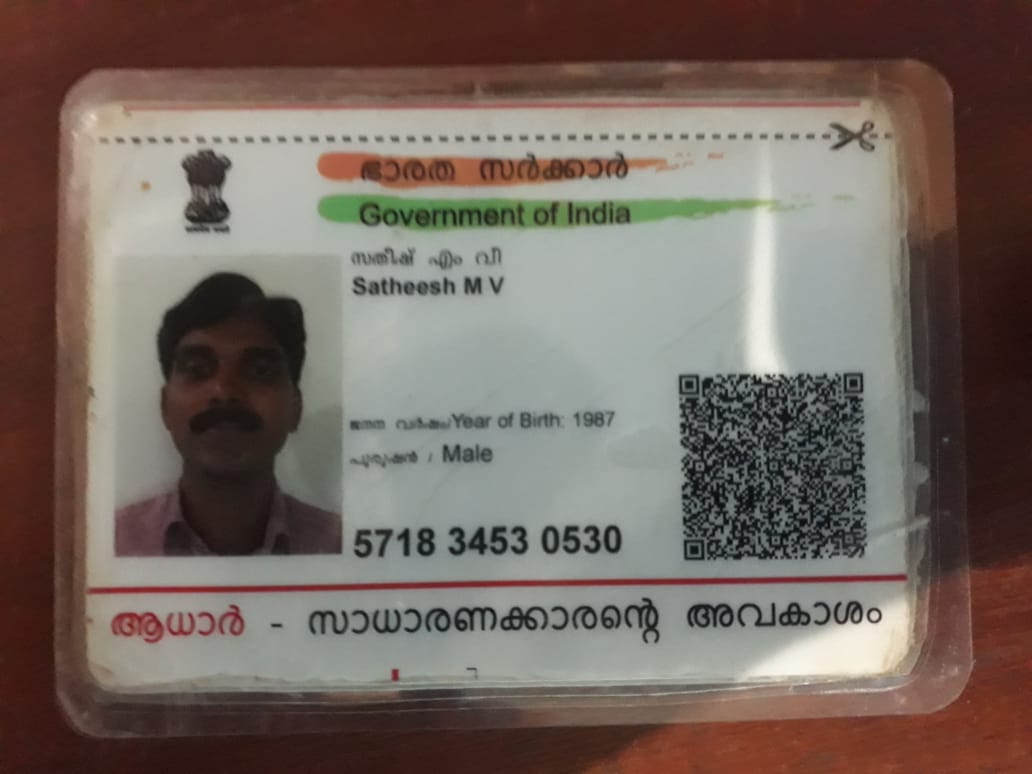 ഭാരത സർക്കാർ
Government of India
സതീഷ് എം വി
Satheesh M V
ജനന വർഷം/Year of Birth: 1987
പുരുഷൻ / Male
5718 3453 0530
ആധാർ - സാധാരണക്കാരന്റെ അവകാശം